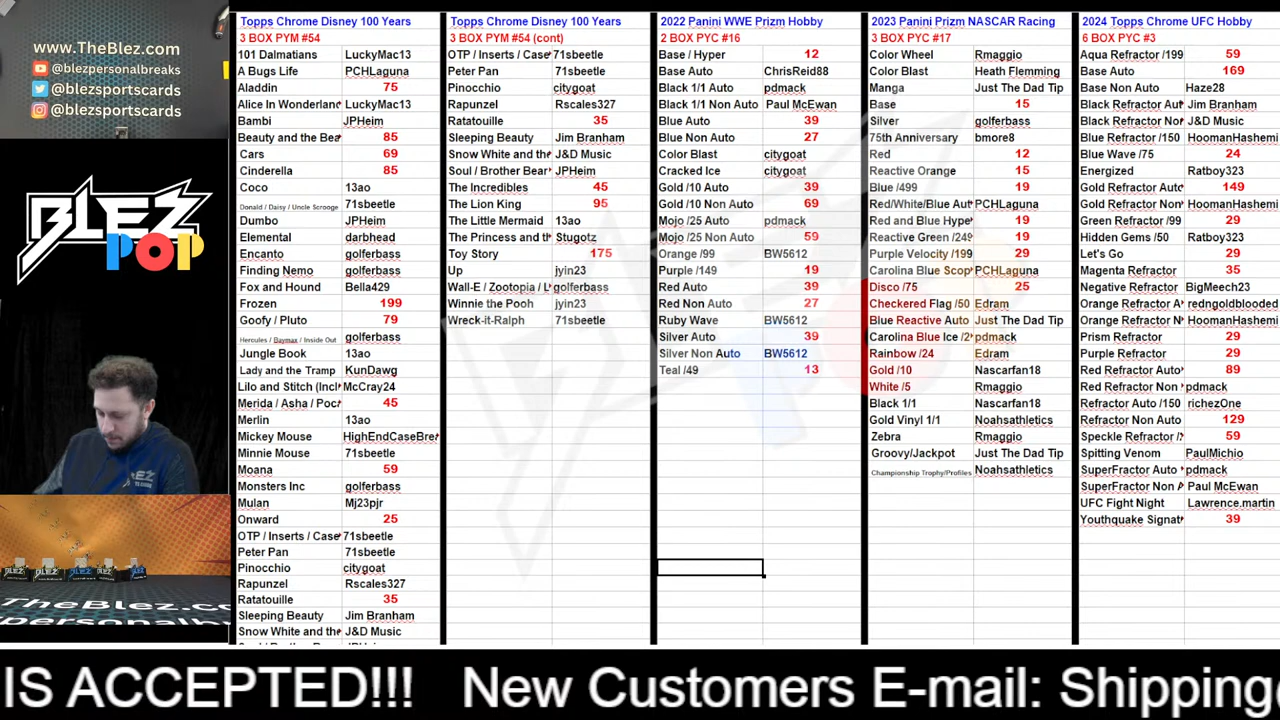 www.TheBlez.com
@blezpersonalbreaks
@blezsportscards
@blezsportscards
BLEZ
POP
BLEZ
BLEZ BLEZ BLEZ BLEZ BLEZ
TheBlez.co
personalb
Topps Chrome Disney 100 Years
3 BOX PYM #54
101 Dalmatians LuckyMac13
A Bugs Life PCHLaguna
Aladdin 75
Alice In Wonderlan LuckyMac13
Bambi JPHeim
Beauty and the Bea 85
Cars 69
Cinderella 85
Coco 13ao
Donald / Daisy / Uncle Scrooge 71sbeetle
Dumbo JPHeim
Elemental darbhead
Encanto golferbass
Finding Nemo golferbass
Fox and Hound Bella429
Frozen 199
Goofy / Pluto 79
Hercules / Baymax / Inside Out golferbass
Jungle Book 13ao
Lady and the Tramp KunDawg
Lilo and Stitch (Incl McCray24
Merida / Asha / Poc 45
Merlin 13ao
Mickey Mouse HighEndCaseBre
Minnie Mouse 71sbeetle
Moana 59
Monsters Inc golferbass
Mulan Mj23pjr
Onward 25
OTP / Inserts / Case 71sbeetle
Peter Pan 71sbeetle
Pinocchio citygoat
Rapunzel Rscales327
Ratatouille 35
Sleeping Beauty Jim Branham
Snow White and the J&D Music
Topps Chrome Disney 100 Years
3 BOX PYM #54 (cont)
OTP / Inserts / Case 71sbeetle
Peter Pan 71sbeetle
Pinocchio citygoat
Rapunzel Rscales327
Ratatouille 35
Sleeping Beauty Jim Branham
Snow White and the J&D Music
Soul / Brother Bear JPHeim
The Incredibles 45
The Lion King 95
The Little Mermaid 13ao
The Princess and th Stugotz
Toy Story 175
Up jyin23
Wall-E / Zootopia / L golferbass
Winnie the Pooh jyin23
Wreck-it-Ralph 71sbeetle
2022 Panini WWE Prizm Hobby
2 BOX PYC #16
Base / Hyper 12
Base Auto ChrisReid88
Black 1/1 Auto pdmack
Black 1/1 Non Auto Paul McEwan
Blue Auto 39
Blue Non Auto 27
Color Blast citygoat
Cracked Ice citygoat
Gold /10 Auto 39
Gold /10 Non Auto 69
Mojo /25 Auto pdmack
Mojo /25 Non Auto 59
Orange /99 BW5612
Purple /149 19
Red Auto 39
Red Non Auto 27
Ruby Wave BW5612
Silver Auto 39
Silver Non Auto BW5612
Teal /49 13
2023 Panini Prizm NASCAR Racing
3 BOX PYC #17
Color Wheel Rmaggio
Color Blast Heath Flemming
Manga Just The Dad Tip
Base 15
Silver golferbass
75th Anniversary bmore8
Red 12
Reactive Orange 15
Blue /499 19
Red/White/Blue Aut PCHLaguna
Red and Blue Hype 19
Reactive Green /249 19
Purple Velocity /199 29
Carolina Blue Scop PCHLaguna
Disco /75 25
Checkered Flag /50 Edram
Blue Reactive Auto Just The Dad Tip
Carolina Blue Ice /2 pdmack
Rainbow /24 Edram
Gold /10 Nascarfan18
White /5 Rmaggio
Black 1/1 Nascarfan18
Gold Vinyl 1/1 Noahsathletics
Zebra Rmaggio
Groovy/Jackpot Just The Dad Tip
Championship Trophy/Profiles Noahsathletics
2024 Topps Chrome UFC Hobby
6 BOX PYC #3
Aqua Refractor /199 59
Base Auto 169
Base Non Auto Haze28
Black Refractor Au Jim Branham
Black Refractor No J&D Music
Blue Refractor /150 HoomanHashemi
Blue Wave /75 24
Energized Ratboy323
Gold Refractor Aut 149
Gold Refractor Non HoomanHashemi
Green Refractor /99 29
Hidden Gems /50 Ratboy323
Let's Go 29
Magenta Refractor 35
Negative Refractor BigMeech23
Orange Refractor A redngoldblooded
Orange Refractor N HoomanHashemi
Prism Refractor 29
Purple Refractor 29
Red Refractor Auto 89
Red Refractor Non pdmack
Refractor Auto /150 richezOne
Refractor Non Auto 129
Speckle Refractor / 59
Spitting Venom PaulMichio
SuperFractor Auto pdmack
SuperFractor Non A Paul McEwan
UFC Fight Night Lawrence.martin
Youthquake Signat 39
IS ACCEPTED!!! New Customers E-mail: Shipping